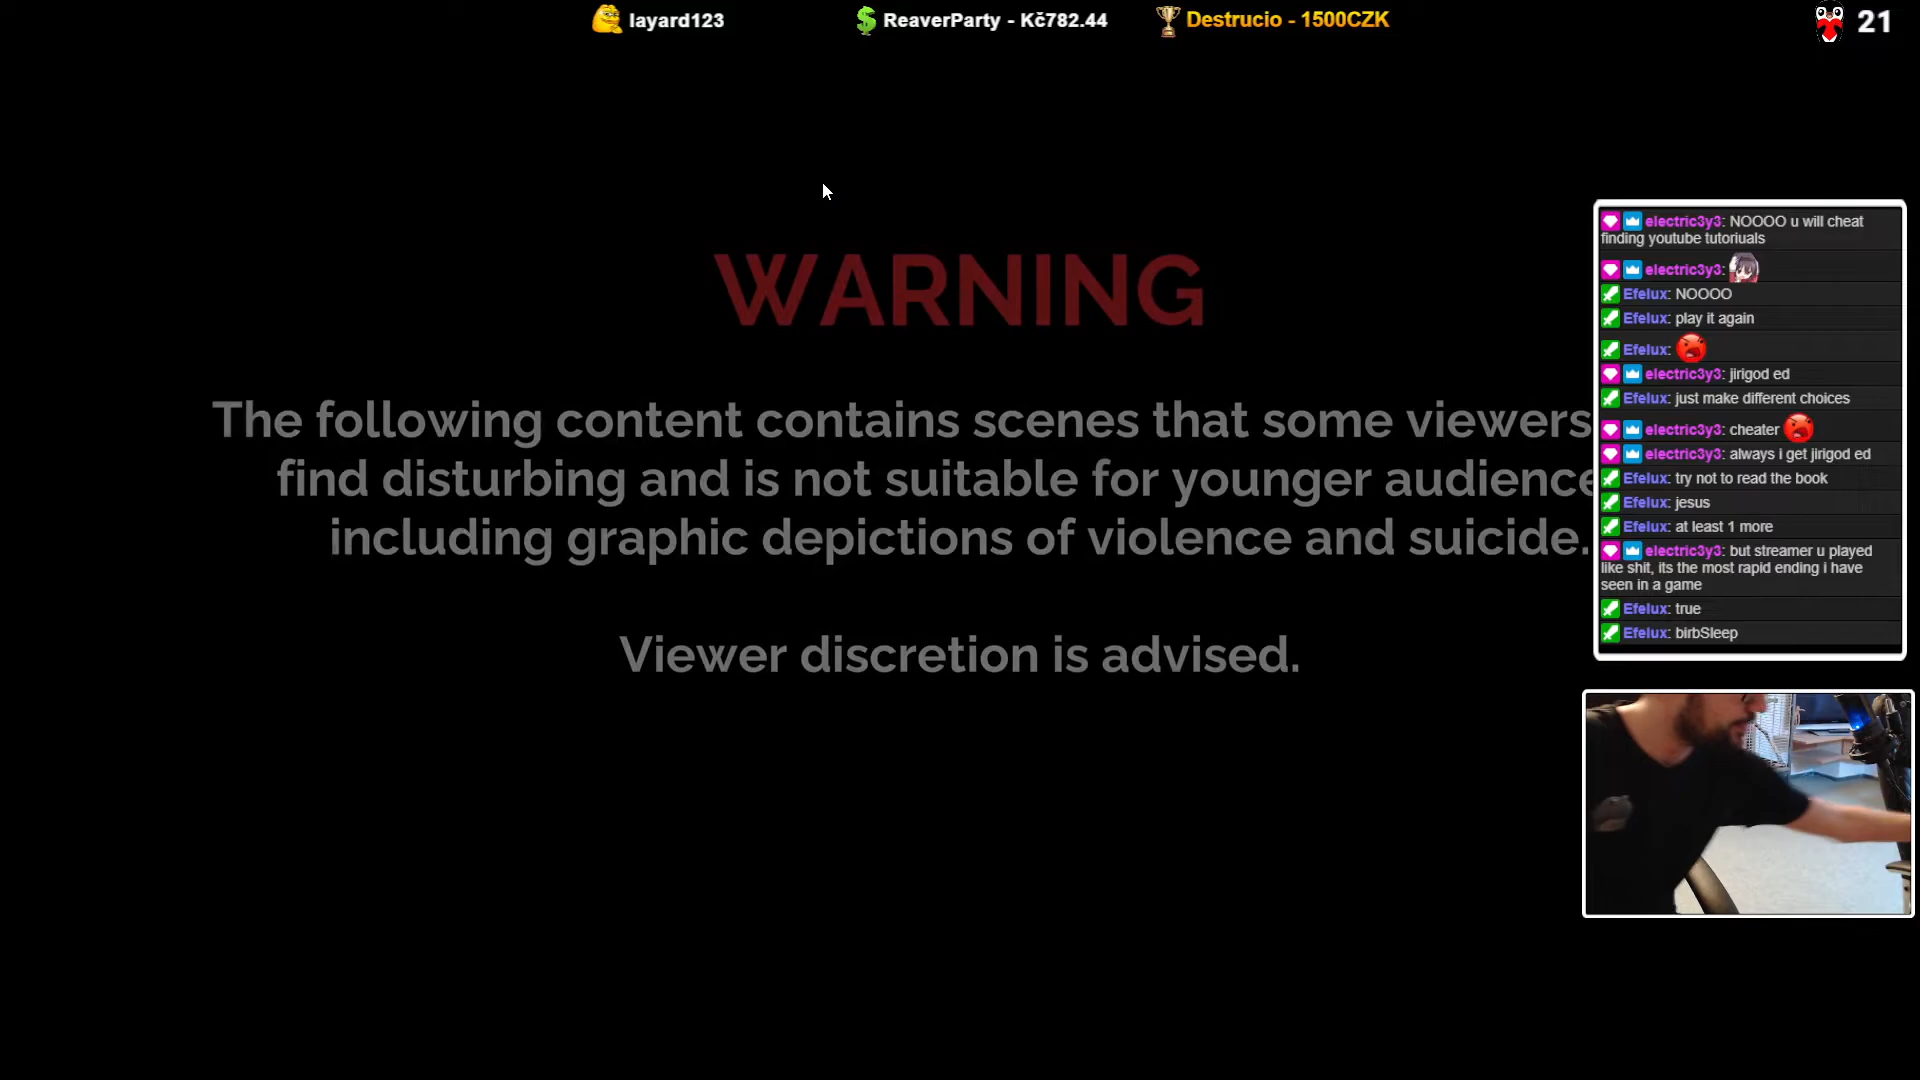 layard123
ReaverParty - Kč782.44
Destrucio - 1500CZK
21
WARNING
The following content contains scenes that some viewers
find disturbing and is not suitable for younger audience
including graphic depictions of violence and suicide.
Viewer discretion is advised.
electric3y3: NOOOO u will cheat
finding youtube tutoriuals
electric3y3:
Efelux: NOOOO
Efelux: play it again
Efelux:
electric3y3: jirigod ed
Efelux: just make different choices
electric3y3: cheater
electric3y3: always i get jirigod ed
Efelux: try not to read the book
Efelux: jesus
Efelux: at least 1 more
electric3y3: but streamer u played
like shit, its the most rapid ending i have
seen in a game
Efelux: true
Efelux: birbSleep